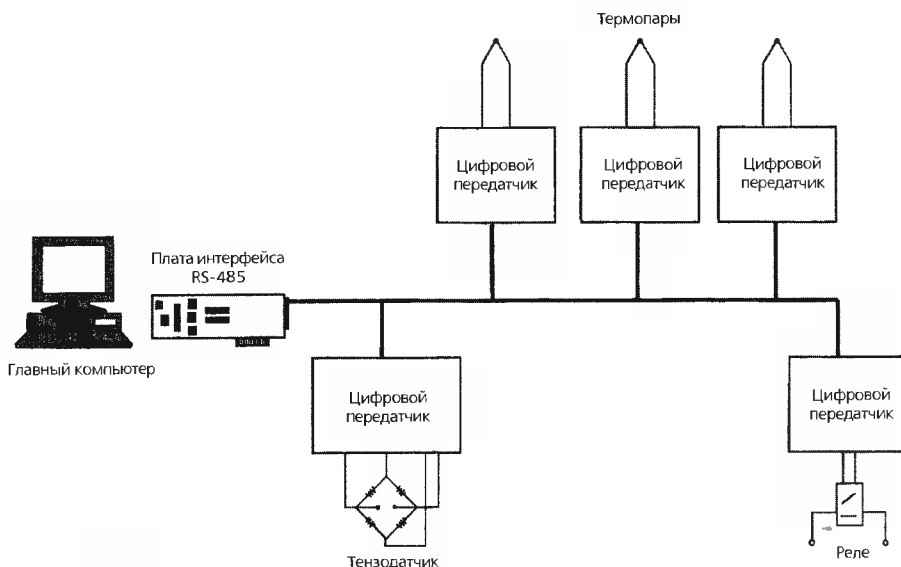 Термопары
Цифровой
передатчик
Цифровой
передатчик
Цифровой
передатчик
Плата интерфейса
RS-485
Главный компьютер
Цифровой
передатчик
Цифровой
передатчик
Тензодатчик
Реле